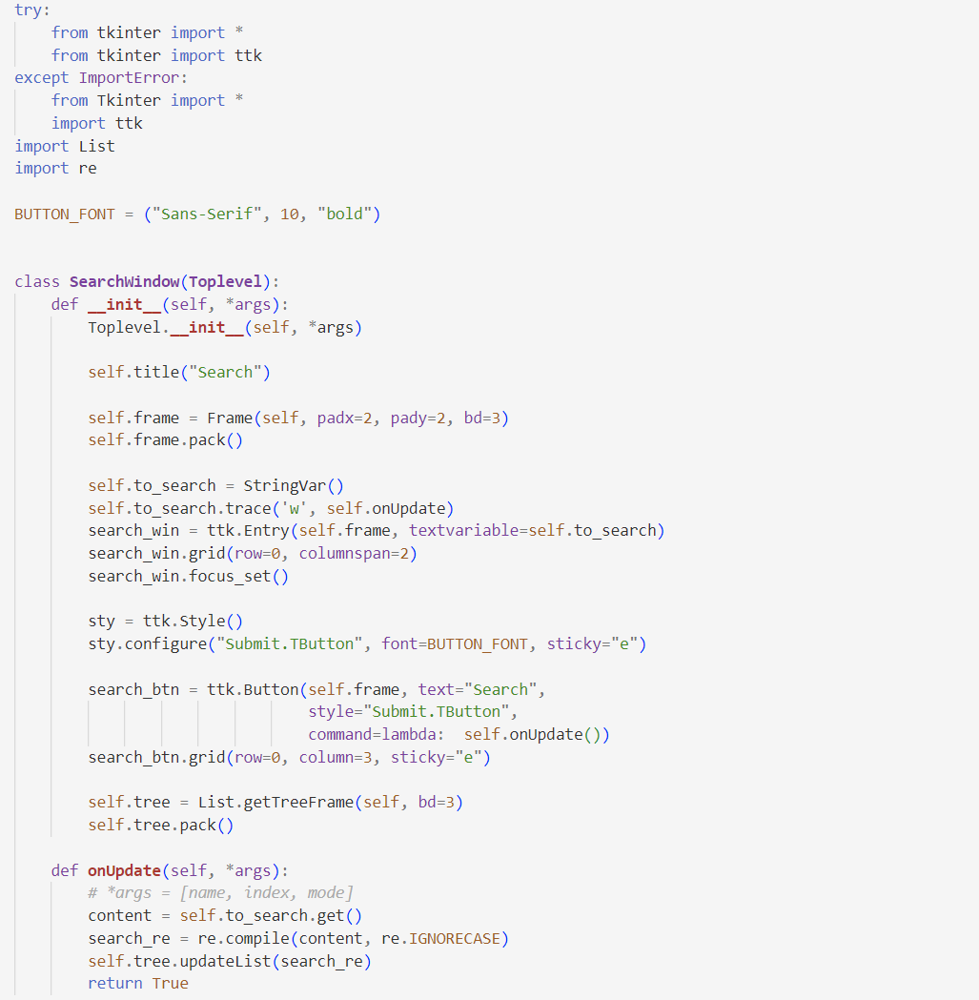 try:
    from tkinter import *
    from tkinter import ttk
except ImportError:
    from Tkinter import *
    import ttk
import List
import re

BUTTON_FONT = ("Sans-Serif", 10, "bold")


class SearchWindow(Toplevel):
    def __init__(self, *args):
        Toplevel.__init__(self, *args)

        self.title("Search")

        self.frame = Frame(self, padx=2, pady=2, bd=3)
        self.frame.pack()

        self.to_search = StringVar()
        self.to_search.trace('w', self.onUpdate)
        search_win = ttk.Entry(self.frame, textvariable=self.to_search)
        search_win.grid(row=0, columnspan=2)
        search_win.focus_set()

        sty = ttk.Style()
        sty.configure("Submit.TButton", font=BUTTON_FONT, sticky="e")

        search_btn = ttk.Button(self.frame, text="Search",
                                style="Submit.TButton",
                                command=lambda:  self.onUpdate())
        search_btn.grid(row=0, column=3, sticky="e")

        self.tree = List.getTreeFrame(self, bd=3)
        self.tree.pack()

    def onUpdate(self, *args):
        # *args = [name, index, mode]
        content = self.to_search.get()
        search_re = re.compile(content, re.IGNORECASE)
        self.tree.updateList(search_re)
        return True